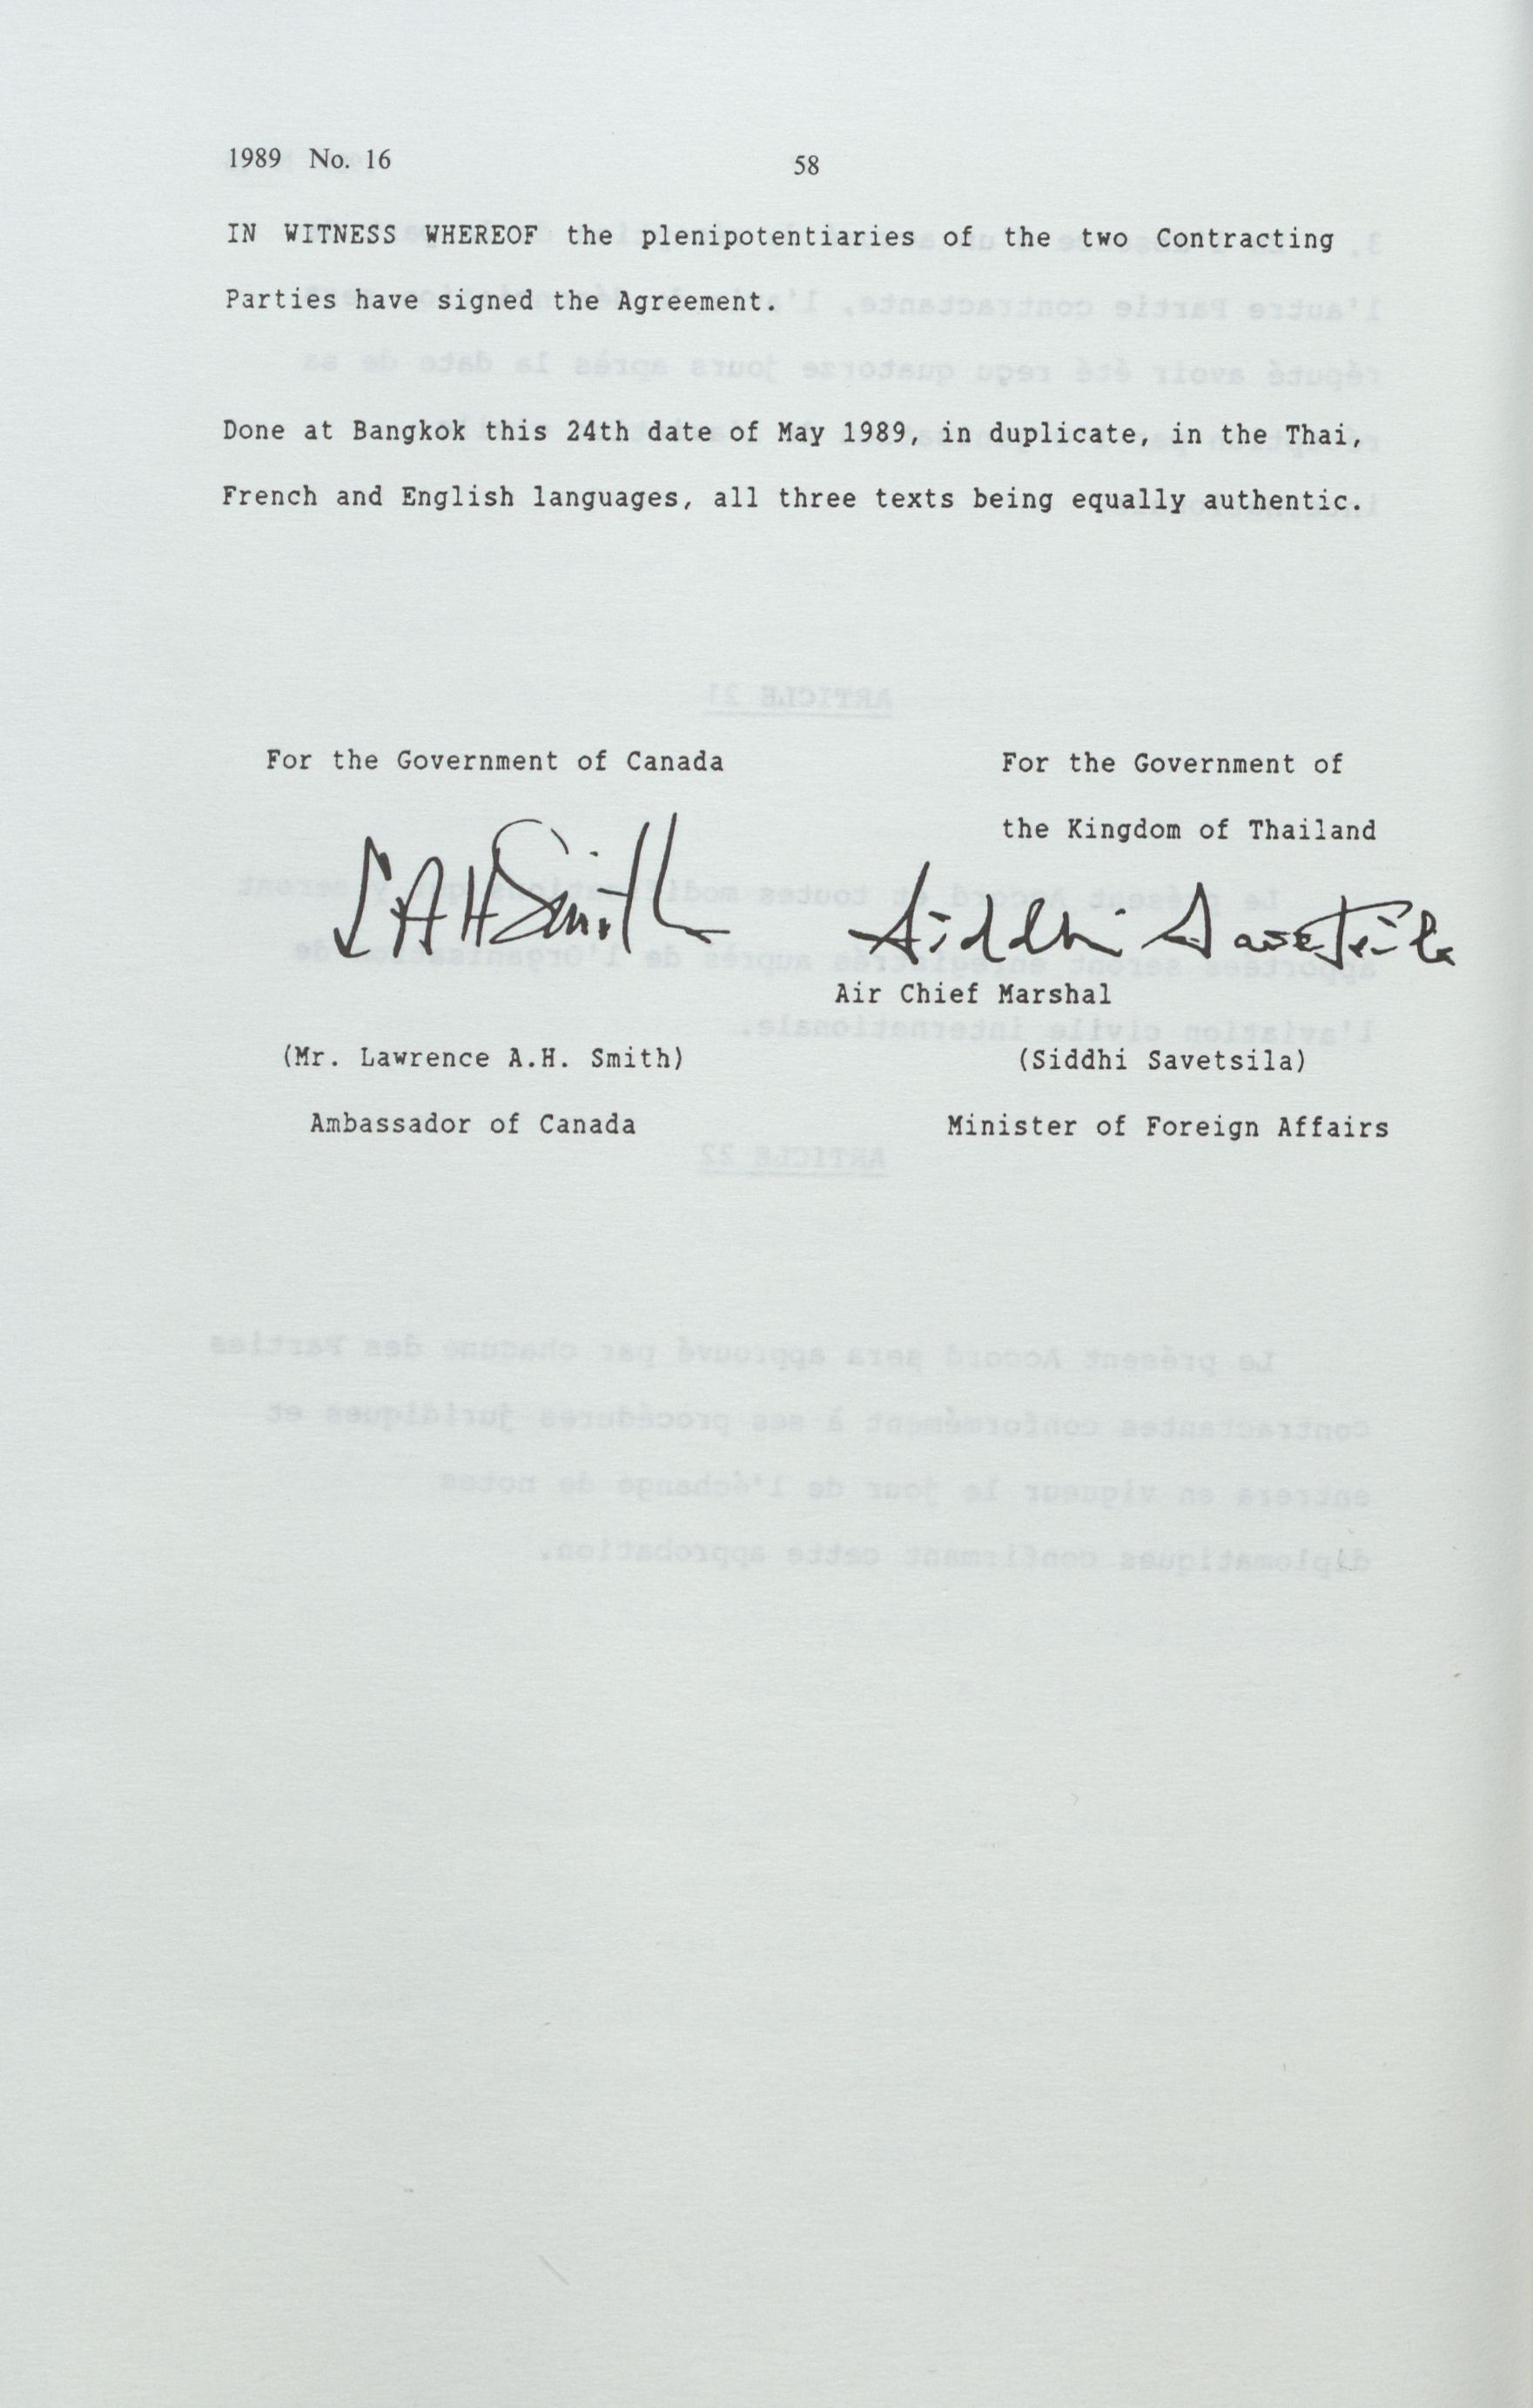 1989 No. 16
58
IN WITNESS WHEREOF the plenipotentiaries of the two Contracting
Parties have signed the Agreement.
Done at Bangkok this 24th date of May 1989, in duplicate, in the Thai,
French and English languages, all three texts being equally authentic.
For the Government of Canada
For the Government of
the Kingdom of Thailand
L A H Smith
Siddhi Savetsila
Air Chief Marshal
(Mr. Lawrence A.H. Smith)
(Siddhi Savetsila)
Ambassador of Canada
Minister of Foreign Affairs